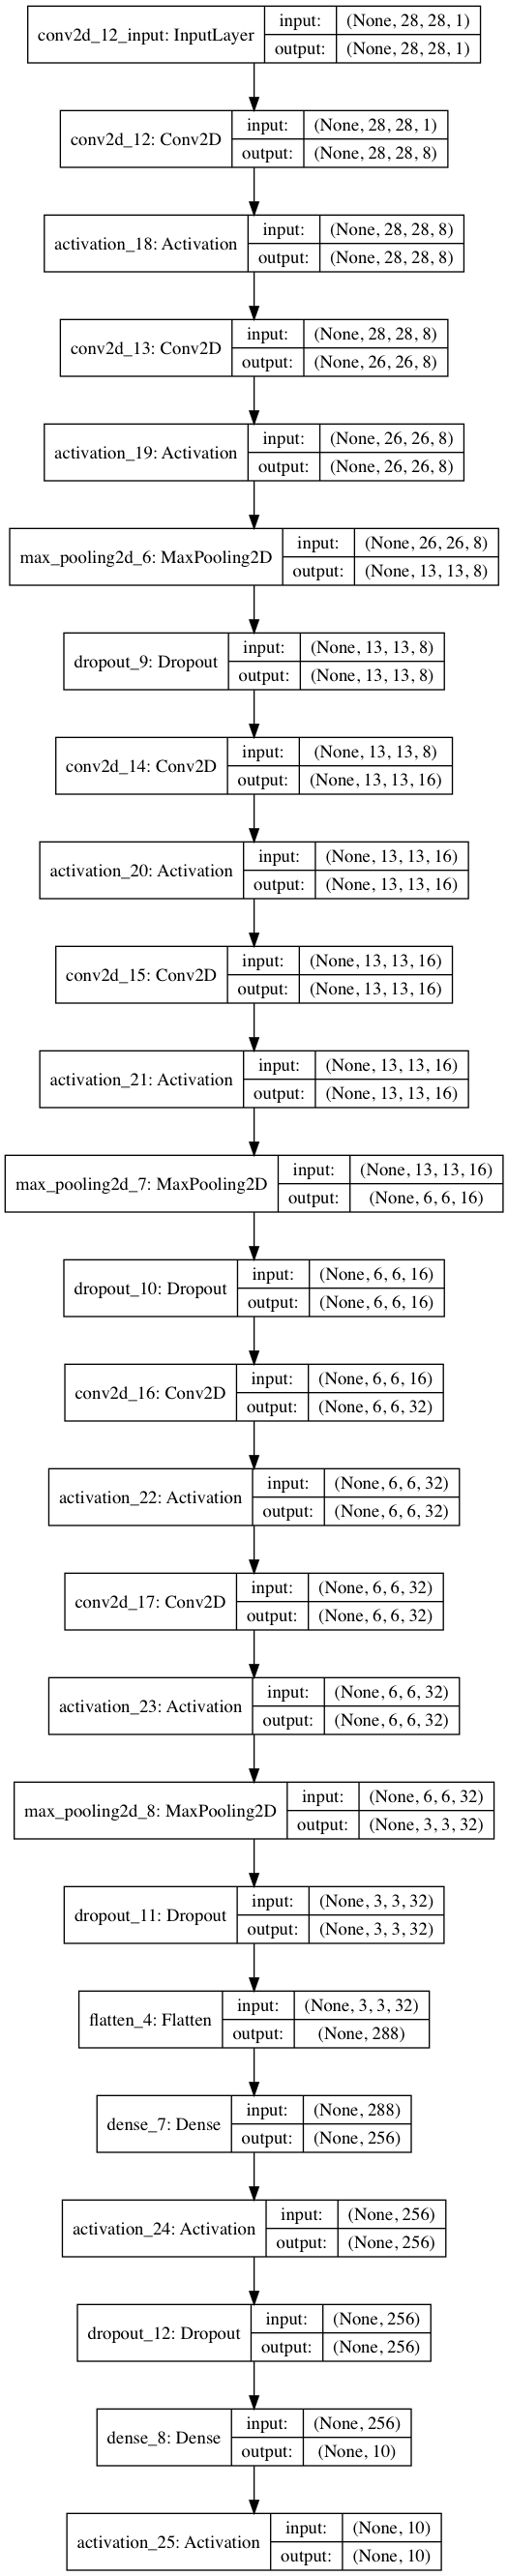 conv2d_12_input: InputLayer input: (None, 28, 28, 1)
output: (None, 28, 28, 1)
conv2d_12: Conv2D input: (None, 28, 28, 1)
output: (None, 28, 28, 8)
activation_18: Activation input: (None, 28, 28, 8)
output: (None, 28, 28, 8)
conv2d_13: Conv2D input: (None, 28, 28, 8)
output: (None, 26, 26, 8)
activation_19: Activation input: (None, 26, 26, 8)
output: (None, 26, 26, 8)
max_pooling2d_6: MaxPooling2D input: (None, 26, 26, 8)
output: (None, 13, 13, 8)
dropout_9: Dropout input: (None, 13, 13, 8)
output: (None, 13, 13, 8)
conv2d_14: Conv2D input: (None, 13, 13, 8)
output: (None, 13, 13, 16)
activation_20: Activation input: (None, 13, 13, 16)
output: (None, 13, 13, 16)
conv2d_15: Conv2D input: (None, 13, 13, 16)
output: (None, 13, 13, 16)
activation_21: Activation input: (None, 13, 13, 16)
output: (None, 13, 13, 16)
max_pooling2d_7: MaxPooling2D input: (None, 13, 13, 16)
output: (None, 6, 6, 16)
dropout_10: Dropout input: (None, 6, 6, 16)
output: (None, 6, 6, 16)
conv2d_16: Conv2D input: (None, 6, 6, 16)
output: (None, 6, 6, 32)
activation_22: Activation input: (None, 6, 6, 32)
output: (None, 6, 6, 32)
conv2d_17: Conv2D input: (None, 6, 6, 32)
output: (None, 6, 6, 32)
activation_23: Activation input: (None, 6, 6, 32)
output: (None, 6, 6, 32)
max_pooling2d_8: MaxPooling2D input: (None, 6, 6, 32)
output: (None, 3, 3, 32)
dropout_11: Dropout input: (None, 3, 3, 32)
output: (None, 3, 3, 32)
flatten_4: Flatten input: (None, 3, 3, 32)
output: (None, 288)
dense_7: Dense input: (None, 288)
output: (None, 256)
activation_24: Activation input: (None, 256)
output: (None, 256)
dropout_12: Dropout input: (None, 256)
output: (None, 256)
dense_8: Dense input: (None, 256)
output: (None, 10)
activation_25: Activation input: (None, 10)
output: (None, 10)